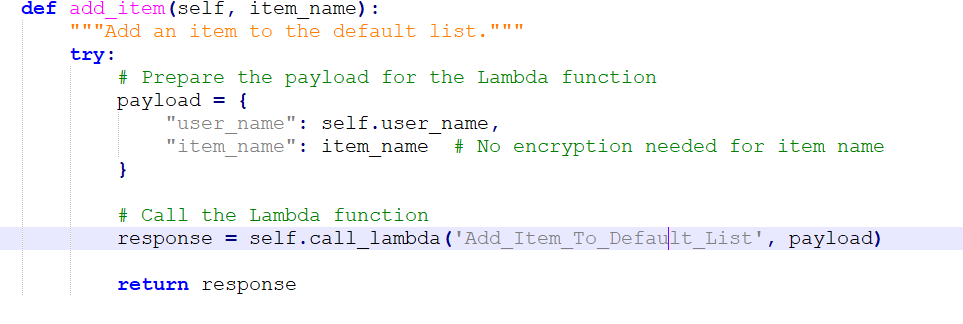 def add_item(self, item_name):
"""Add an item to the default list."""
try:
# Prepare the payload for the Lambda function
payload = {
"user_name": self.user_name,
"item_name": item_name  # No encryption needed for item name
}
# Call the Lambda function
response = self.call_lambda('Add_Item_To_Default_List', payload)
return response